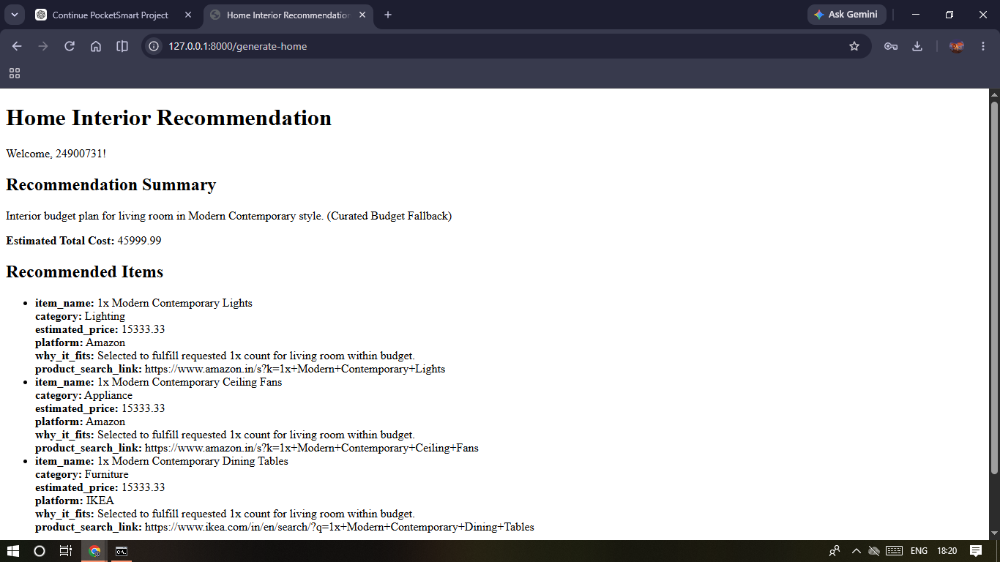 Continue PocketSmart Project
Home Interior Recommendation
Ask Gemini
127.0.0.1:8000/generate-home
Home Interior Recommendation
Welcome, 24900731!
Recommendation Summary
Interior budget plan for living room in Modern Contemporary style. (Curated Budget Fallback)
Estimated Total Cost: 45999.99
Recommended Items
item_name: 1x Modern Contemporary Lights
category: Lighting
estimated_price: 15333.33
platform: Amazon
why_it_fits: Selected to fulfill requested 1x count for living room within budget.
product_search_link: https://www.amazon.in/s?k=1x+Modern+Contemporary+Lights
item_name: 1x Modern Contemporary Ceiling Fans
category: Appliance
estimated_price: 15333.33
platform: Amazon
why_it_fits: Selected to fulfill requested 1x count for living room within budget.
product_search_link: https://www.amazon.in/s?k=1x+Modern+Contemporary+Ceiling+Fans
item_name: 1x Modern Contemporary Dining Tables
category: Furniture
estimated_price: 15333.33
platform: IKEA
why_it_fits: Selected to fulfill requested 1x count for living room within budget.
product_search_link: https://www.ikea.com/in/en/search/?q=1x+Modern+Contemporary+Dining+Tables
ENG
18:20